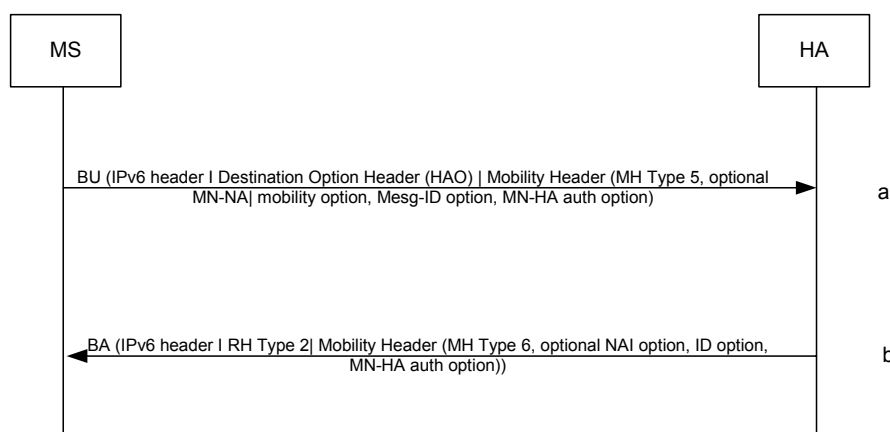 MS
HA
BU (IPv6 header I Destination Option Header (HAO) | Mobility Header (MH Type 5, optional
MN-NA| mobility option, Mesg-ID option, MN-HA auth option)
a
BA (IPv6 header I RH Type 2| Mobility Header (MH Type 6, optional NAI option, ID option,
MN-HA auth option))
b